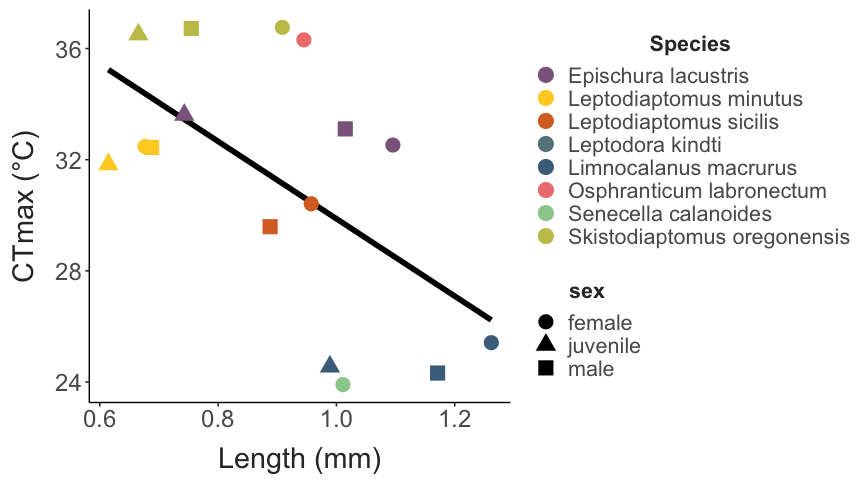 36
32
28
24
0.6 0.8 1.0 1.2
CTmax (°C)
Length (mm)
Species
Epischura lacustris
Leptodiaptomus minutus
Leptodiaptomus sicilis
Leptodora kindti
Limnocalanus macrurus
Osphranticum labronectum
Senecella calanoides
Skistodiaptomus oregonensis
sex
female
juvenile
male